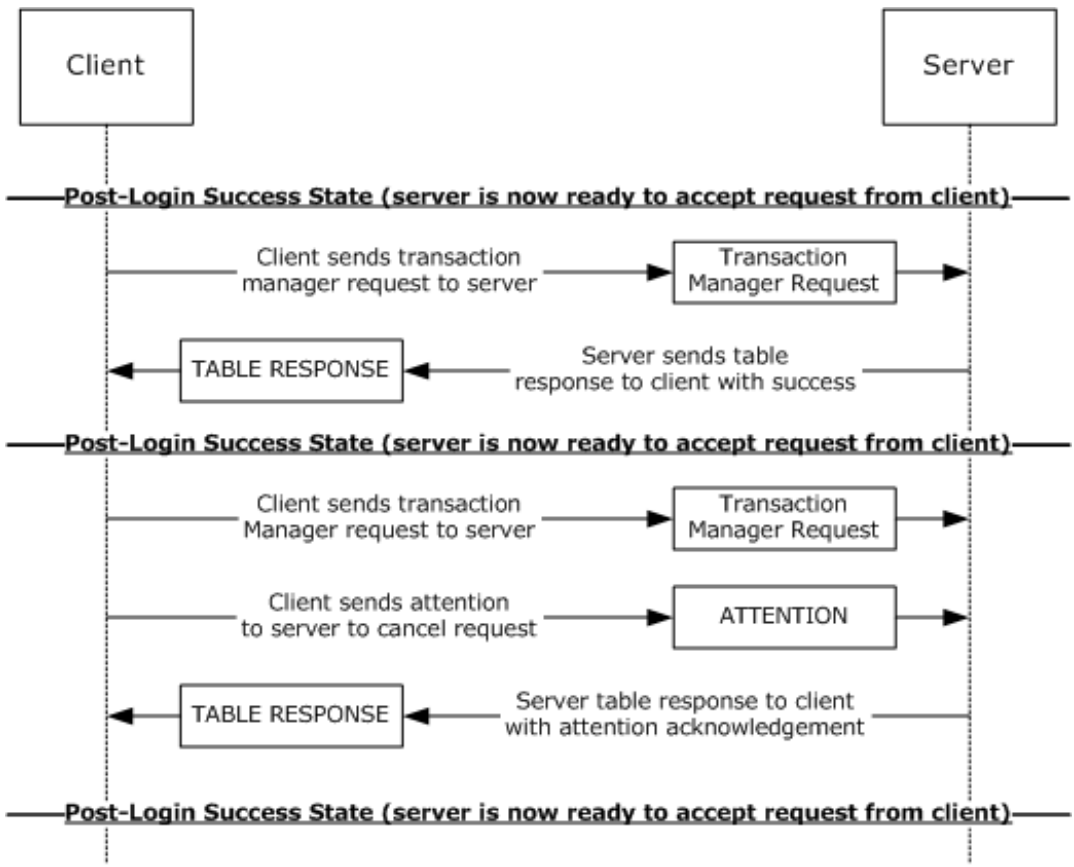 Client
Server
Post-Login Success State (server is now ready to accept request from client)
Client sends transaction
manager request to server
Transaction
Manager Request
TABLE RESPONSE
Server sends table
response to client with success
Post-Login Success State (server is now ready to accept request from client)
Client sends transaction
Manager request to server
Transaction
Manager Request
Client sends attention
to server to cancel request
ATTENTION
TABLE RESPONSE
Server table response to client
with attention acknowledgement
Post-Login Success State (server is now ready to accept request from client)